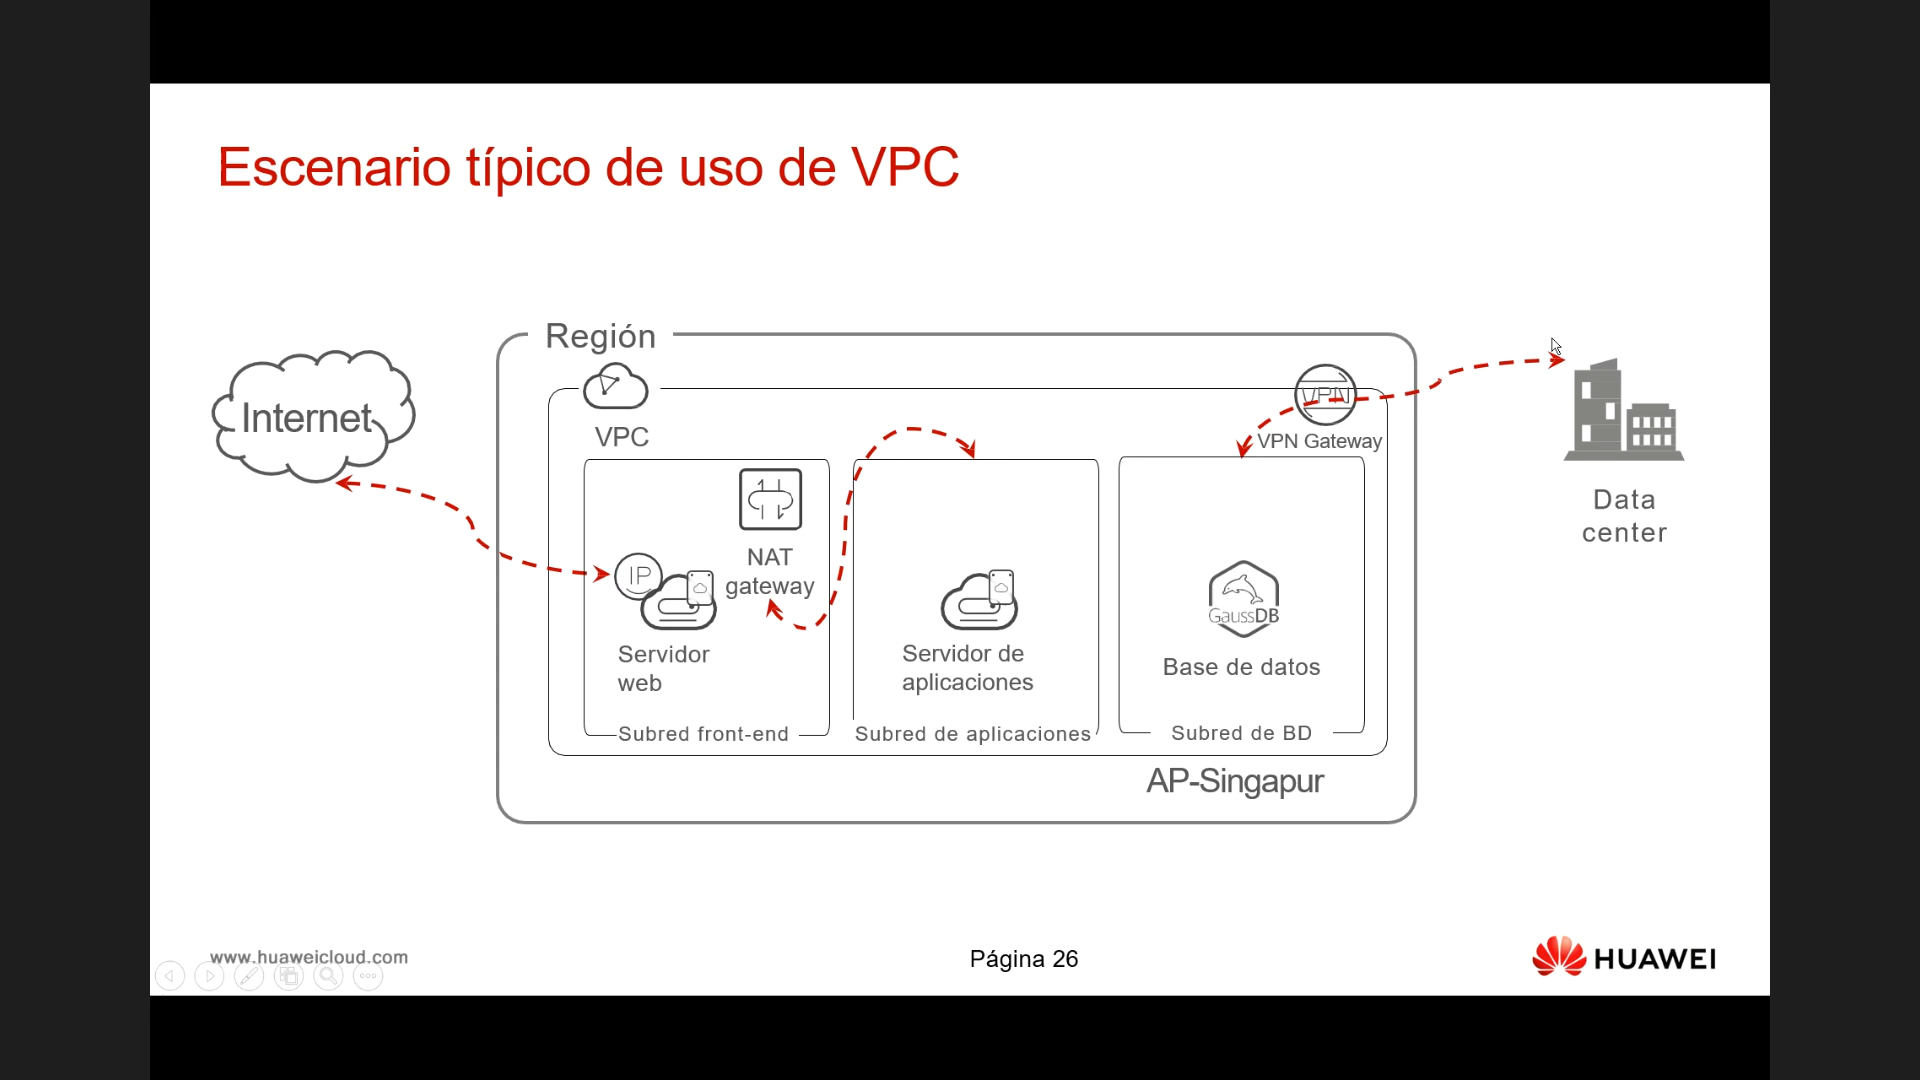 Escenario típico de uso de VPC
Región
Internet
VPC
VPN
VPN Gateway
NAT
gateway
IP
Servidor
web
Subred front-end
Servidor de
aplicaciones
Subred de aplicaciones
GaussDB
Base de datos
Subred de BD
AP-Singapur
Data
center
www.huaweicloud.com
Página 26
HUAWEI